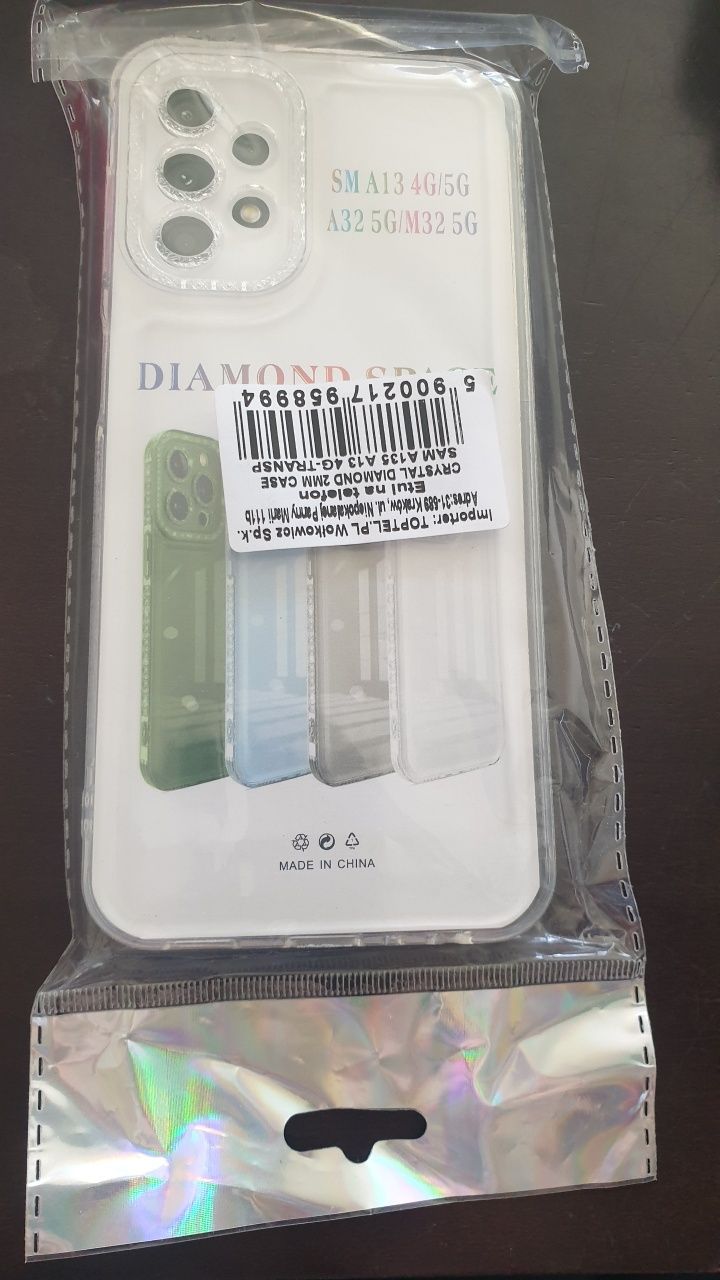 SM A13 4G/5G
A32 5G/M32 5G
DIAMOND SPACE
Importer: TOPTEL.PL Wołkowicz Sp.k.
Adres:31-589 Kraków, ul. Niepokalanej Panny Marii 111b
Etui na telefon
CRYSTAL DIAMOND 2MM CASE
SAM A135 A13 4G-TRANSP
5 900217 958994
MADE IN CHINA